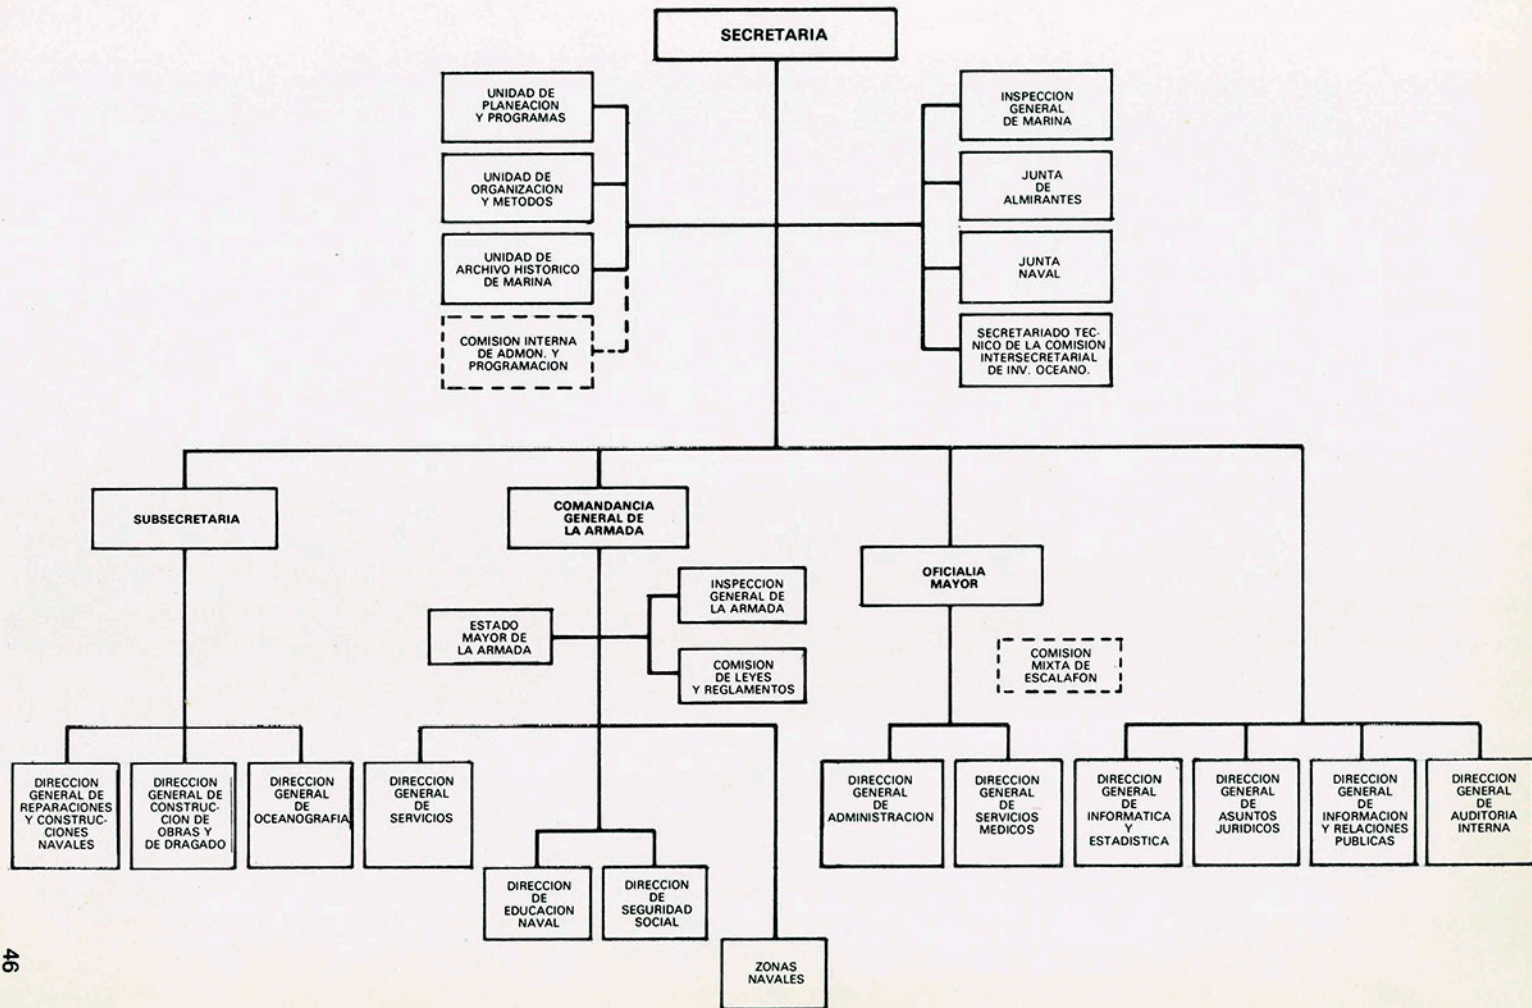 SECRETARIA
UNIDAD DE
PLANEACION
Y PROGRAMAS
UNIDAD DE
ORGANIZACION
Y METODOS
UNIDAD DE
ARCHIVO HISTORICO
DE MARINA
COMISION INTERNA
DE ADMON. Y
PROGRAMACION
INSPECCION
GENERAL
DE MARINA
JUNTA
DE
ALMIRANTES
JUNTA
NAVAL
SECRETARIADO TEC-
NICO DE LA COMISION
INTERSECRETARIAL
DE INV. OCEANO.
SUBSECRETARIA
COMANDANCIA
GENERAL DE
LA ARMADA
OFICIALIA
MAYOR
ESTADO
MAYOR DE
LA ARMADA
INSPECCION
GENERAL DE
LA ARMADA
COMISION
DE LEYES
Y REGLAMENTOS
COMISION
MIXTA DE
ESCALAFON
DIRECCION
GENERAL DE
REPARACIONES
Y CONSTRUC-
CIONES
NAVALES
DIRECCION
GENERAL DE
CONSTRUC-
CION DE
OBRAS Y
DE DRAGADO
DIRECCION
GENERAL
DE
OCEANOGRAFIA
DIRECCION
GENERAL
DE
SERVICIOS
DIRECCION
DE
EDUCACION
NAVAL
DIRECCION
DE
SEGURIDAD
SOCIAL
ZONAS
NAVALES
DIRECCION
GENERAL
DE
ADMINISTRACION
DIRECCION
GENERAL
DE
SERVICIOS
MEDICOS
DIRECCION
GENERAL
DE
INFORMATICA
Y
ESTADISTICA
DIRECCION
GENERAL
DE
ASUNTOS
JURIDICOS
DIRECCION
GENERAL
DE
INFORMACION
Y RELACIONES
PUBLICAS
DIRECCION
GENERAL
DE
AUDITORIA
INTERNA
46